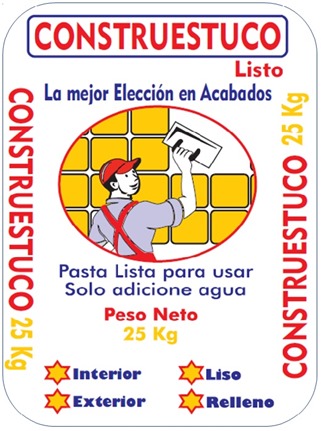 CONSTRUESTUCO
Listo
La mejor Elección en Acabados
CONSTRUESTUCO 25 Kg
CONSTRUESTUCO 25 Kg
Pasta Lista para usar
Solo adicione agua
Peso Neto
25 Kg
Interior
Liso
Exterior
Relleno